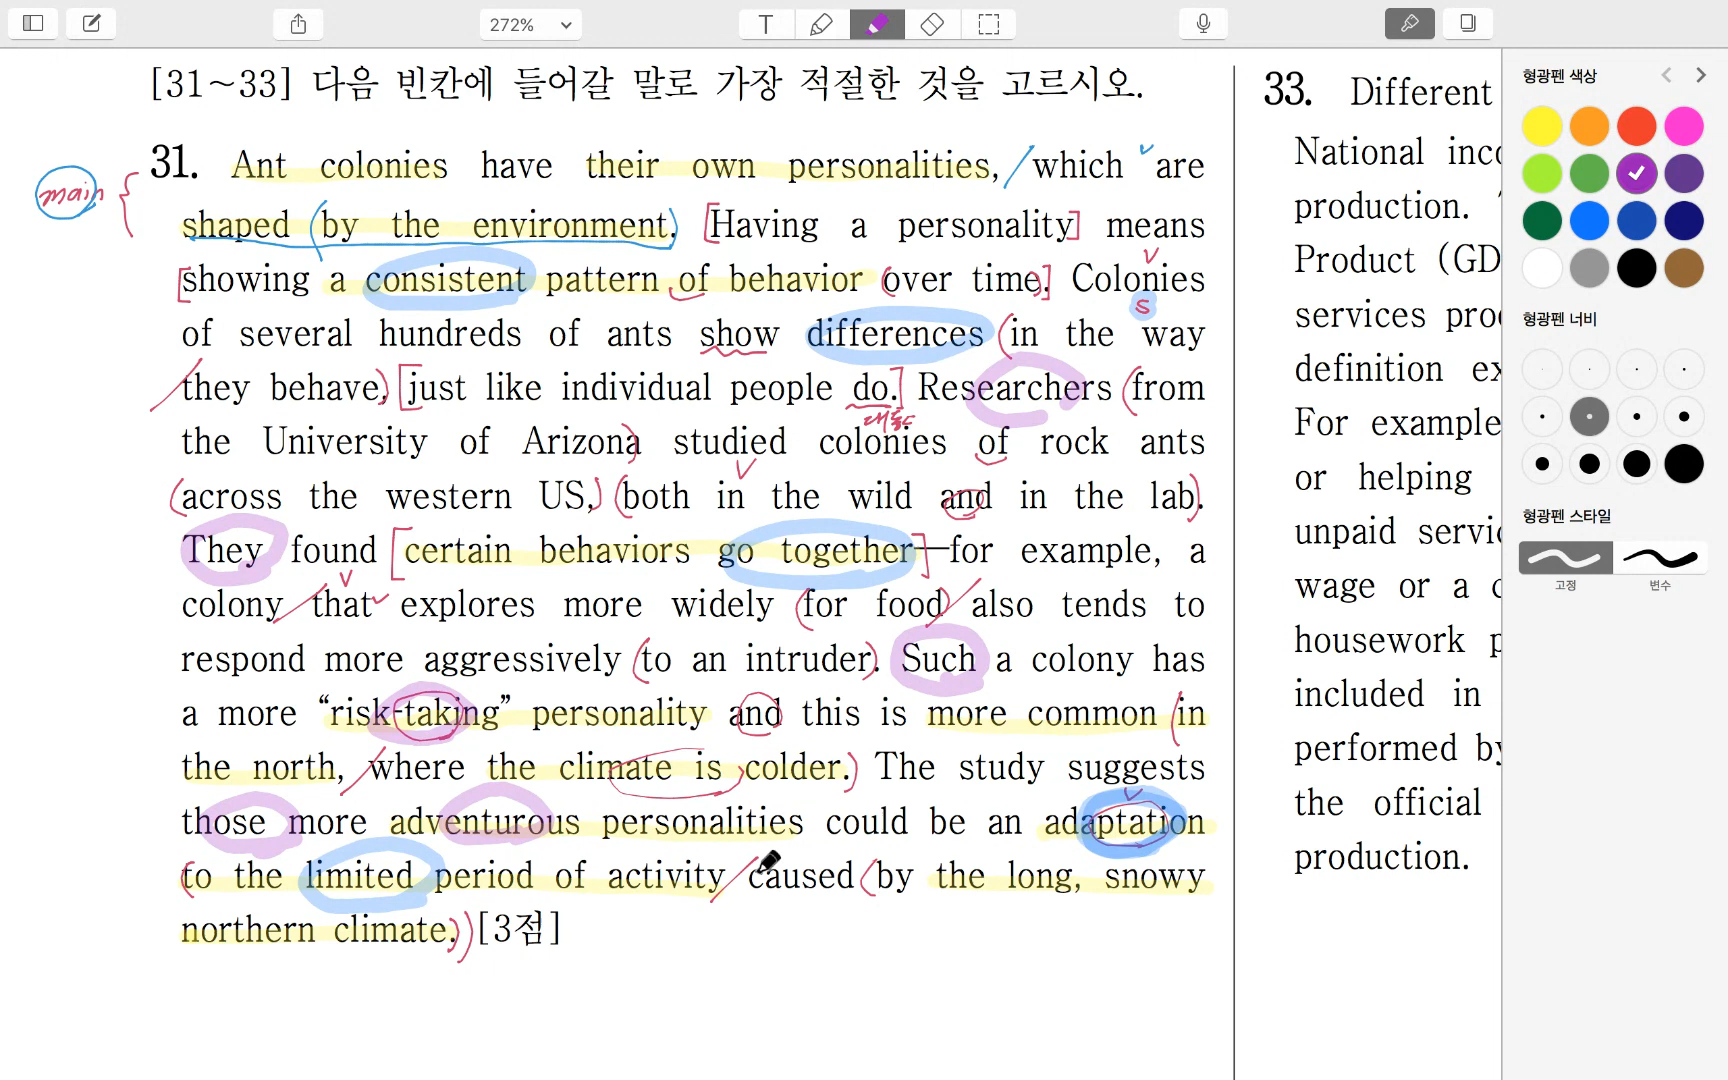 272%
T
[31~33] 다음 빈칸에 들어갈 말로 가장 적절한 것을 고르시오.
main
31. Ant colonies have their own personalities, which are
shaped by the environment. [Having a personality] means
[showing a consistent pattern of behavior (over time).] Colonies
s
of several hundreds of ants show differences (in the way
they behave,) [just like individual people do.] Researchers (from
대동
the University of Arizona) studied colonies of rock ants
(across the western US,) (both in the wild and in the lab).
They found [certain behaviors go together]—for example, a
colony that explores more widely (for food) also tends to
respond more aggressively (to an intruder). Such a colony has
a more “risk-taking” personality and this is more common (in
the north, where the climate is colder.) The study suggests
those more adventurous personalities could be an adaptation
(to the limited period of activity caused (by the long, snowy
northern climate.)) [3점]
33. Different
National inco
production.
Product (GD
services prod
definition ex
For example
or helping
unpaid servic
wage or a c
housework p
included in
performed by
the official
production.
형광펜 색상
형광펜 너비
형광펜 스타일
고정
변수